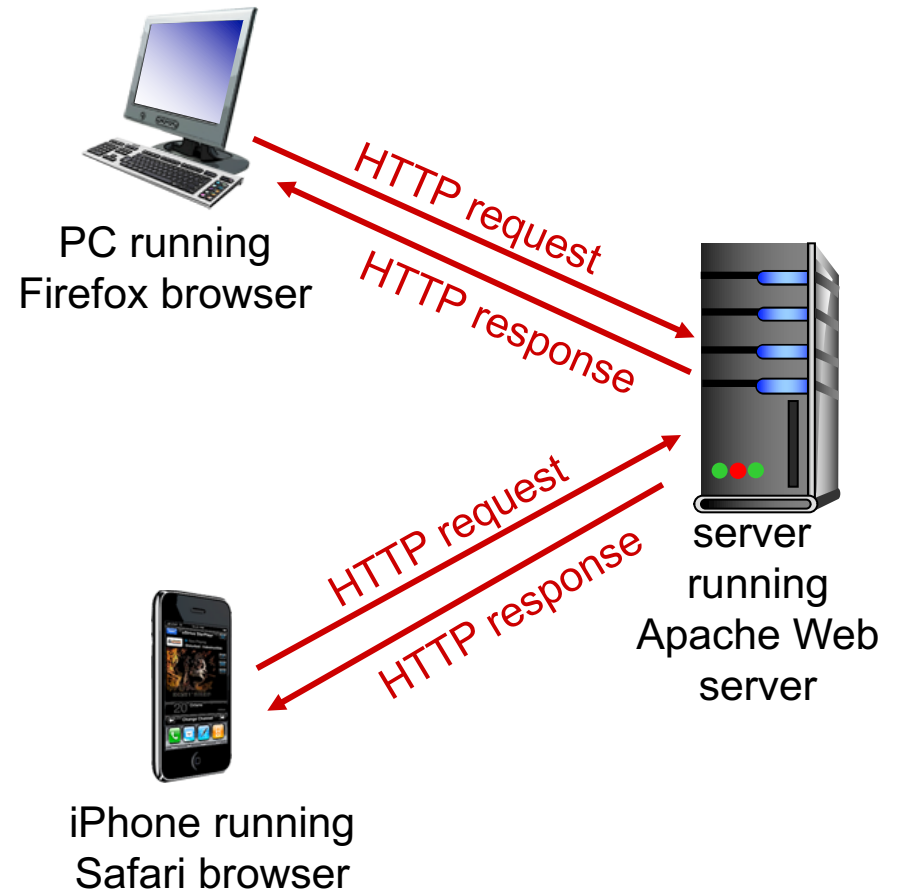 HTTP request
HTTP response
PC running
Firefox browser
HTTP request
HTTP response
server
running
Apache Web
server
iPhone running
Safari browser